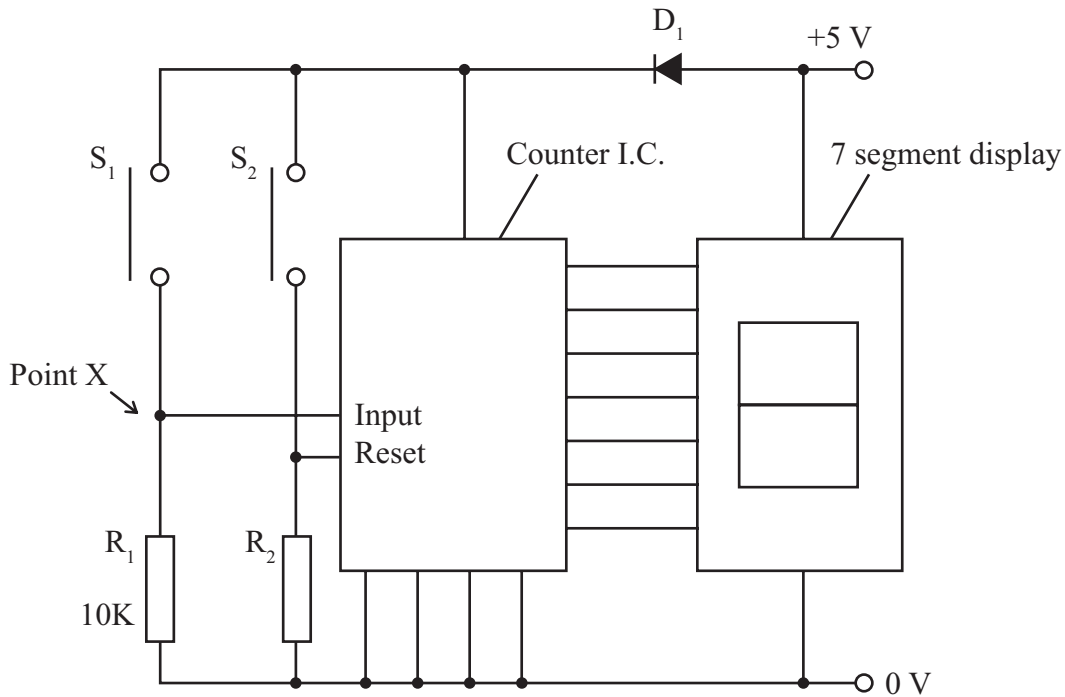 D₁
+5 V
S₁
S₂
Counter I.C.
7 segment display
Point X
Input
Reset
R₁
R₂
10K
0 V